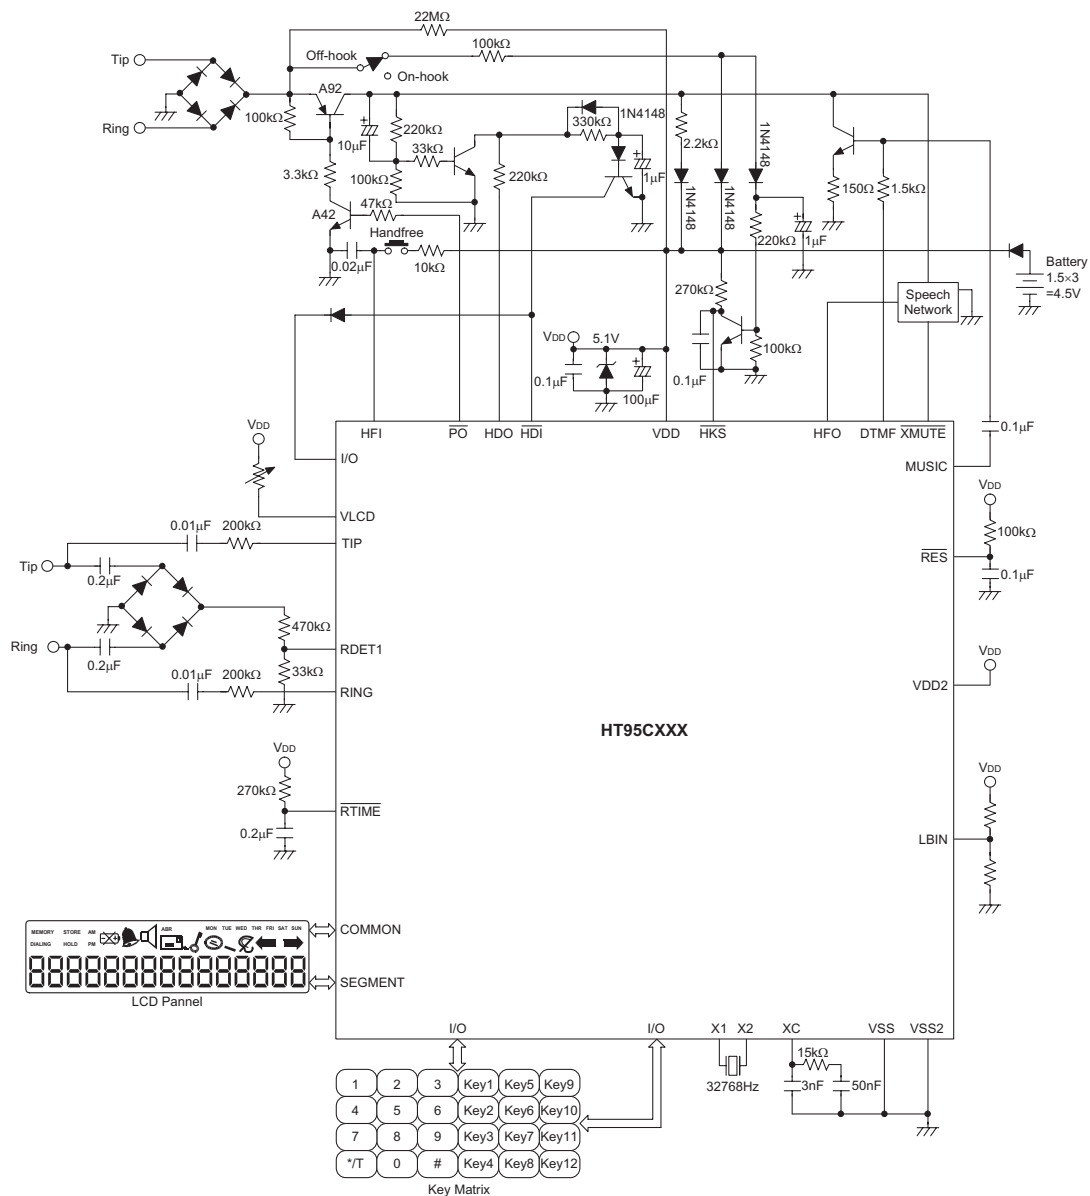 22MΩ
Off-hook
100kΩ
On-hook
Tip
Ring
A92
100kΩ
10μF
220kΩ
33kΩ
100kΩ
3.3kΩ
A42
47kΩ
Handfree
0.02μF
10kΩ
220kΩ
1N4148
330kΩ
1μF
2.2kΩ
1N4148
1N4148
1N4148
220kΩ
1μF
150Ω
1.5kΩ
Battery
1.5×3
=4.5V
Speech
Network
270kΩ
0.1μF
100kΩ
VDD
5.1V
0.1μF
100μF
HFI
PO
HDO
HDI
VDD
HKS
HFO
DTMF
XMUTE
0.1μF
MUSIC
VDD
I/O
VLCD
VDD
100kΩ
RES
0.1μF
0.01μF
200kΩ
TIP
Tip
0.2μF
470kΩ
RDET1
Ring
0.2μF
33kΩ
0.01μF
200kΩ
RING
VDD
VDD2
HT95CXXX
VDD
270kΩ
RTIME
0.2μF
VDD
LBIN
MEMORY STORE AM ABR MON TUE WED THR FRI SAT SUN
DIALING HOLD PM
COMMON
SEGMENT
LCD Pannel
I/O
I/O
X1
X2
XC
VSS
VSS2
32768Hz
15kΩ
3nF
50nF
1 2 3 Key1 Key5 Key9
4 5 6 Key2 Key6 Key10
7 8 9 Key3 Key7 Key11
*/T 0 # Key4 Key8 Key12
Key Matrix